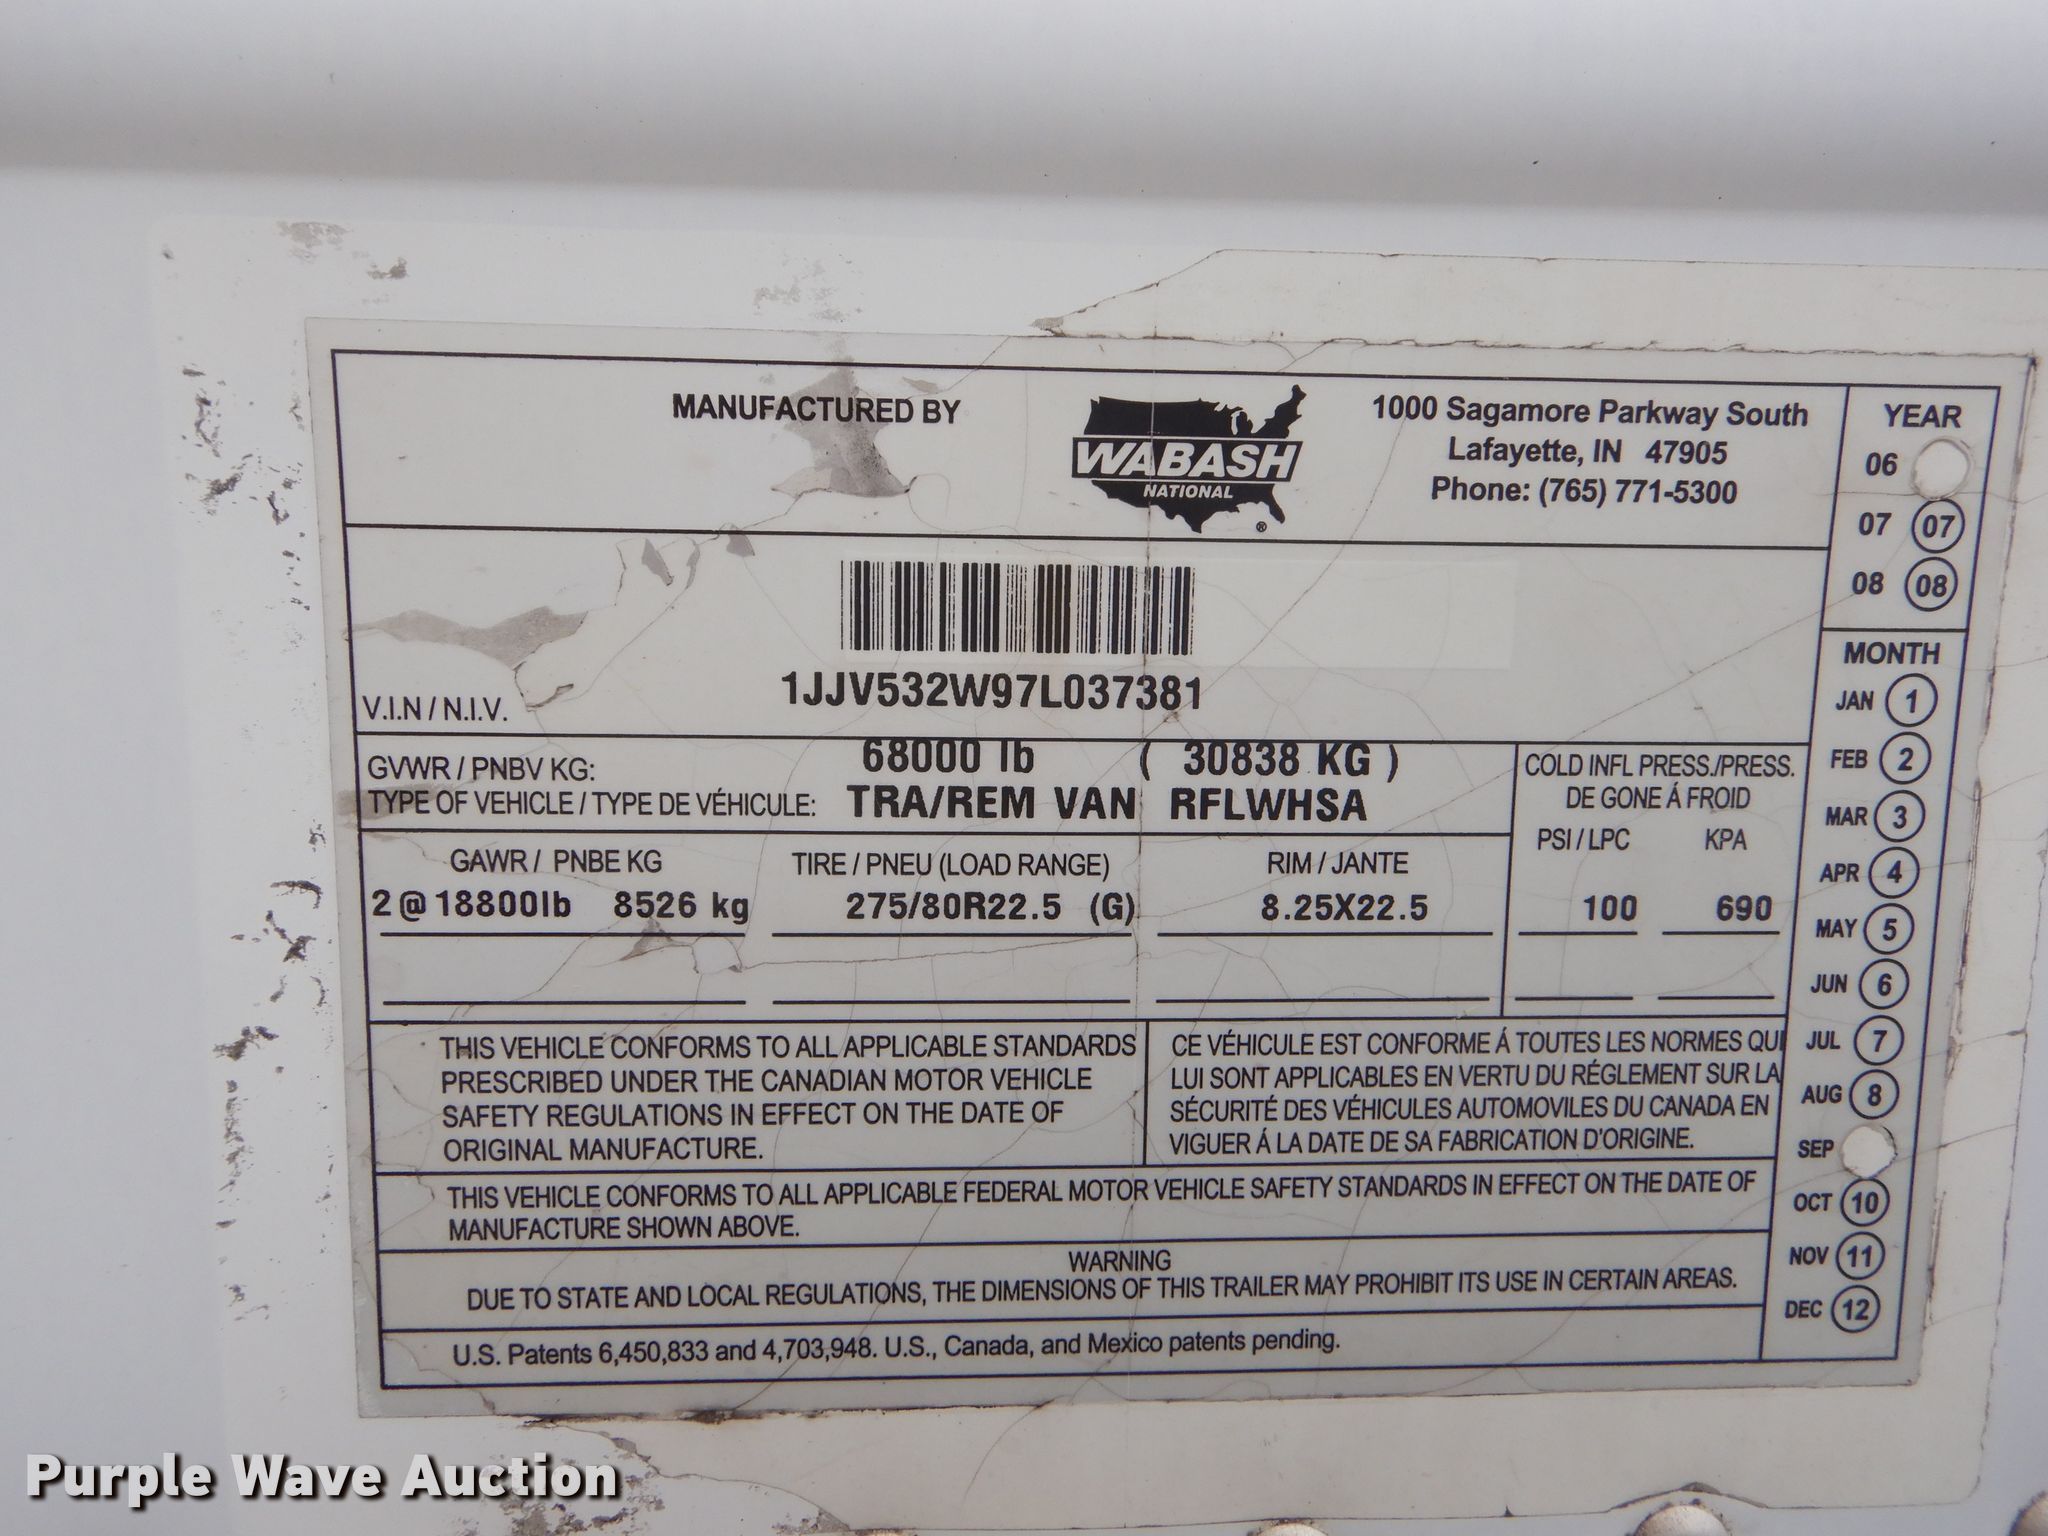 MANUFACTURED BY
WABASH
NATIONAL
®
1000 Sagamore Parkway South
Lafayette, IN 47905
Phone: (765) 771-5300
YEAR
06
07 07
08 08
V.I.N / N.I.V.
1JJV532W97L037381
MONTH
JAN 1
FEB 2
MAR 3
APR 4
MAY 5
JUN 6
JUL 7
AUG 8
SEP
OCT 10
NOV 11
DEC 12
GVWR / PNBV KG: 68000 lb ( 30838 KG )
TYPE OF VEHICLE / TYPE DE VÉHICULE: TRA/REM VAN RFLWHSA
COLD INFL PRESS./PRESS.
DE GONE Á FROID
PSI / LPC KPA
GAWR / PNBE KG TIRE / PNEU (LOAD RANGE) RIM / JANTE
2 @ 18800lb 8526 kg 275/80R22.5 (G) 8.25X22.5 100 690
THIS VEHICLE CONFORMS TO ALL APPLICABLE STANDARDS
PRESCRIBED UNDER THE CANADIAN MOTOR VEHICLE
SAFETY REGULATIONS IN EFFECT ON THE DATE OF
ORIGINAL MANUFACTURE.
CE VÉHICULE EST CONFORME Á TOUTES LES NORMES QUI
LUI SONT APPLICABLES EN VERTU DU RÉGLEMENT SUR LA
SÉCURITÉ DES VÉHICULES AUTOMOVILES DU CANADA EN
VIGUER Á LA DATE DE SA FABRICATION D'ORIGINE.
THIS VEHICLE CONFORMS TO ALL APPLICABLE FEDERAL MOTOR VEHICLE SAFETY STANDARDS IN EFFECT ON THE DATE OF
MANUFACTURE SHOWN ABOVE.
WARNING
DUE TO STATE AND LOCAL REGULATIONS, THE DIMENSIONS OF THIS TRAILER MAY PROHIBIT ITS USE IN CERTAIN AREAS.
U.S. Patents 6,450,833 and 4,703,948. U.S., Canada, and Mexico patents pending.
Purple Wave Auction